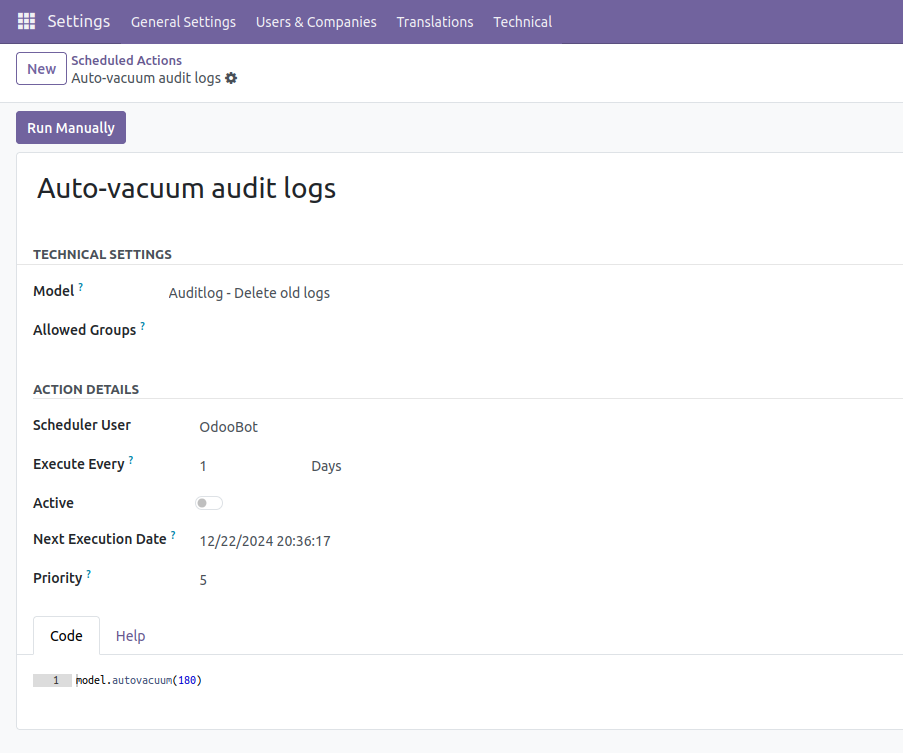 Settings General Settings Users & Companies Translations Technical
New
Scheduled Actions
Auto-vacuum audit logs
Run Manually
Auto-vacuum audit logs
TECHNICAL SETTINGS
Model ? Auditlog - Delete old logs
Allowed Groups ?
ACTION DETAILS
Scheduler User OdooBot
Execute Every ? 1 Days
Active
Next Execution Date ? 12/22/2024 20:36:17
Priority ? 5
Code Help
1 model.autovacuum(180)